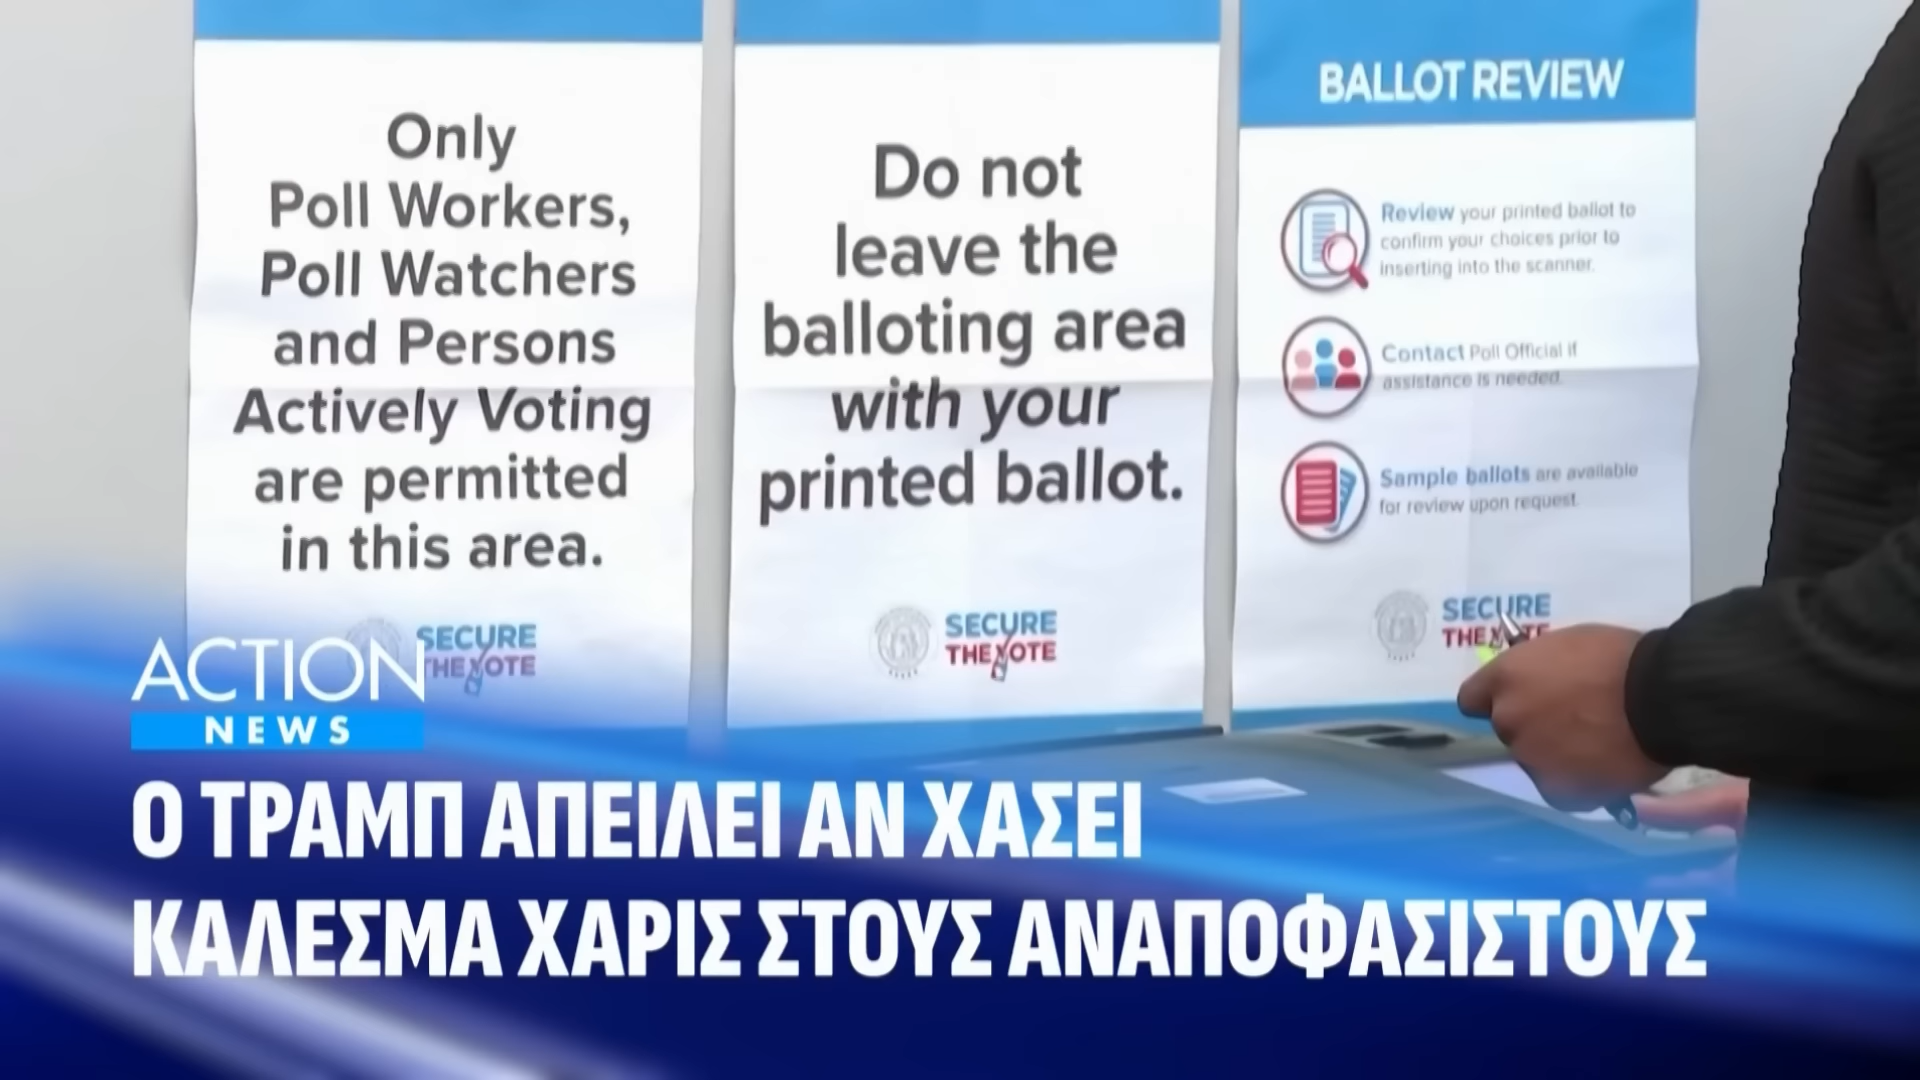 Only
Poll Workers,
Poll Watchers
and Persons
Actively Voting
are permitted
in this area.
SECURE
THE VOTE
Do not
leave the
balloting area
with your
printed ballot.
SECURE
THE VOTE
BALLOT REVIEW
Review your printed ballot to
confirm your choices prior to
inserting into the scanner.
Contact Poll Official if
assistance is needed.
Sample ballots are available
for review upon request.
SECURE
THE VOTE
ACTION
NEWS
Ο ΤΡΑΜΠ ΑΠΕΙΛΕΙ ΑΝ ΧΑΣΕΙ
ΚΑΛΕΣΜΑ ΧΑΡΙΣ ΣΤΟΥΣ ΑΝΑΠΟΦΑΣΙΣΤΟΥΣ